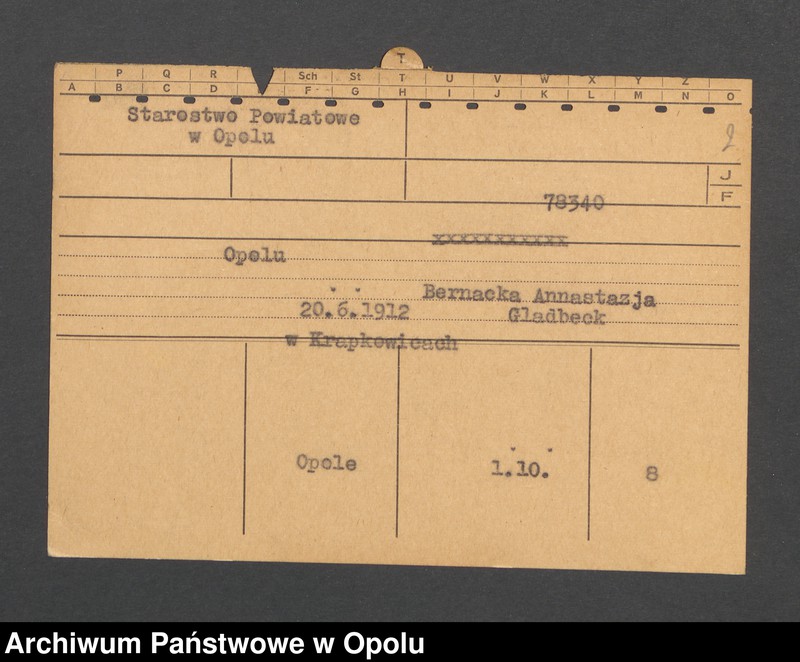 T
P Q R Sch St T U V W X Y Z
A B C D F G H I J K L M N O
Starostwo Powiatowe
w Opolu
2
J
F
78340
xxxxxxxxxxx
Opolu
Bernacka Annastazja
20.6.1912 Gladbeck
w Krapkowicach
Opole 1.10. 8
Archiwum Państwowe w Opolu